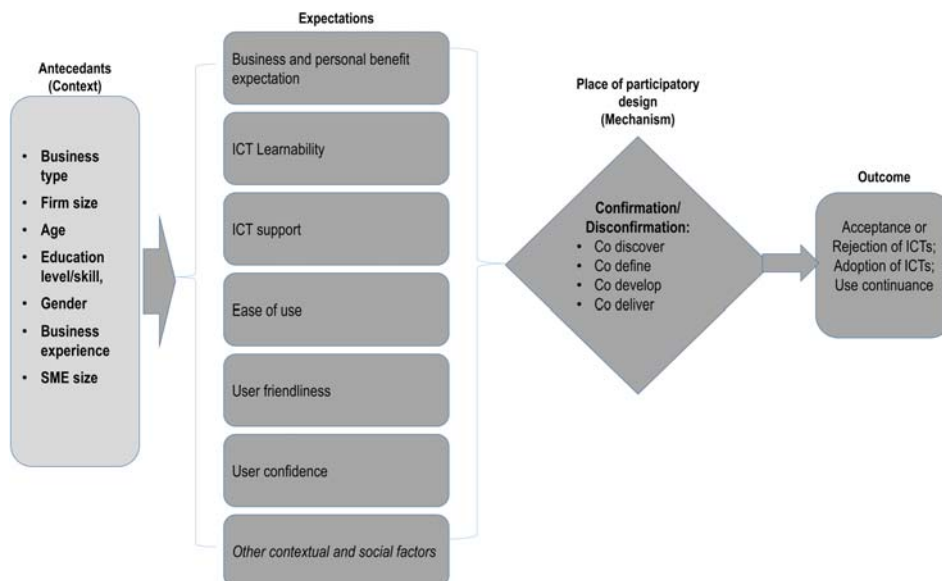 Antecedants
(Context)
• Business
type
• Firm size
• Age
• Education
level/skill,
• Gender
• Business
experience
• SME size
Expectations
Business and personal benefit
expectation
ICT Learnability
ICT support
Ease of use
User friendliness
User confidence
Other contextual and social factors
Place of participatory
design
(Mechanism)
Confirmation/
Disconfirmation:
• Co discover
• Co define
• Co develop
• Co deliver
Outcome
Acceptance or
Rejection of ICTs;
Adoption of ICTs;
Use continuance